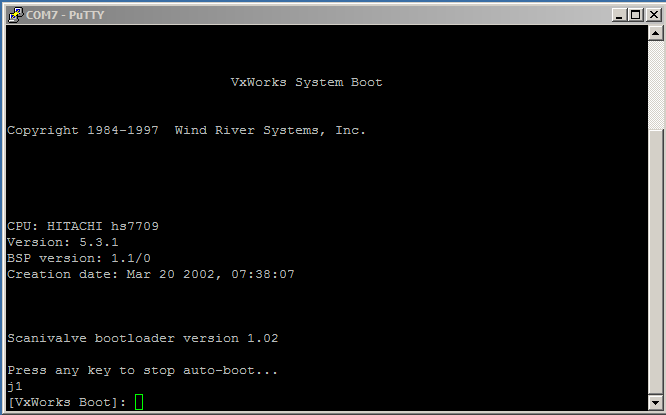 COM7 - PuTTY
VxWorks System Boot
Copyright 1984-1997  Wind River Systems, Inc.
CPU: HITACHI hs7709
Version: 5.3.1
BSP version: 1.1/0
Creation date: Mar 20 2002, 07:38:07
Scanivalve bootloader version 1.02
Press any key to stop auto-boot...
j1
[VxWorks Boot]: